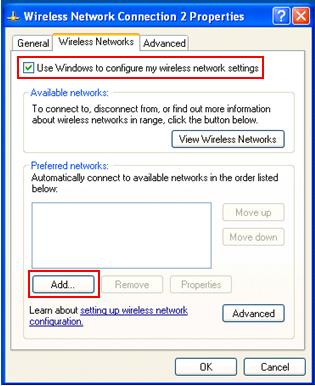 Wireless Network Connection 2 Properties
General Wireless Networks Advanced
Use Windows to configure my wireless network settings
Available networks:
To connect to, disconnect from, or find out more information
about wireless networks in range, click the button below.
View Wireless Networks
Preferred networks:
Automatically connect to available networks in the order listed
below:
Move up
Move down
Add... Remove Properties
Learn about setting up wireless network
configuration.
Advanced
OK Cancel